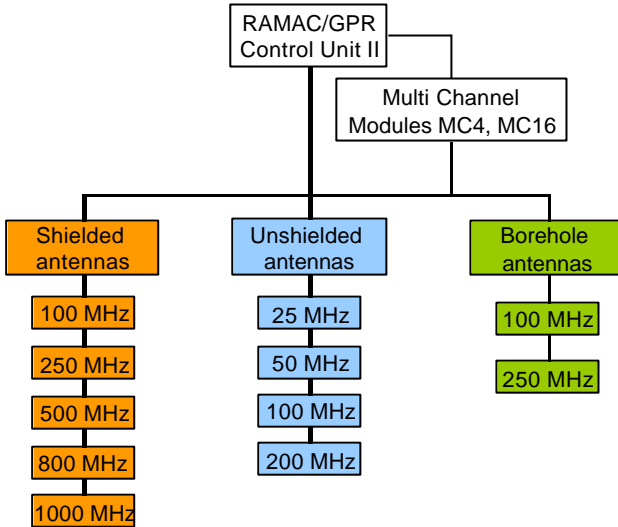 RAMAC/GPR
Control Unit II
Multi Channel
Modules MC4, MC16
Shielded
antennas
100 MHz
250 MHz
500 MHz
800 MHz
1000 MHz
Unshielded
antennas
25 MHz
50 MHz
100 MHz
200 MHz
Borehole
antennas
100 MHz
250 MHz